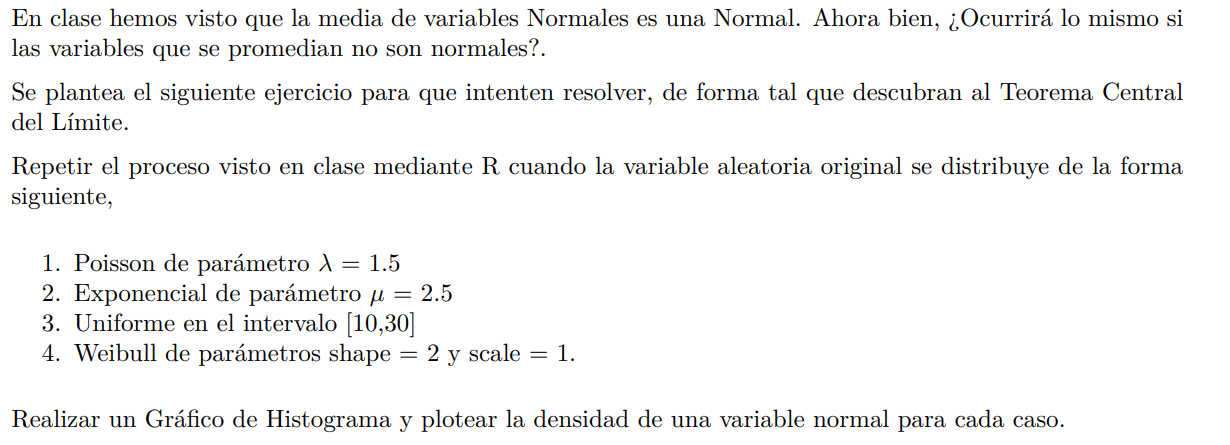 En clase hemos visto que la media de variables Normales es una Normal. Ahora bien, ¿Ocurrirá lo mismo si
las variables que se promedian no son normales?.
Se plantea el siguiente ejercicio para que intenten resolver, de forma tal que descubran al Teorema Central
del Límite.
Repetir el proceso visto en clase mediante R cuando la variable aleatoria original se distribuye de la forma
siguiente,
1. Poisson de parámetro λ = 1.5
2. Exponencial de parámetro μ = 2.5
3. Uniforme en el intervalo [10,30]
4. Weibull de parámetros shape = 2 y scale = 1.
Realizar un Gráfico de Histograma y plotear la densidad de una variable normal para cada caso.